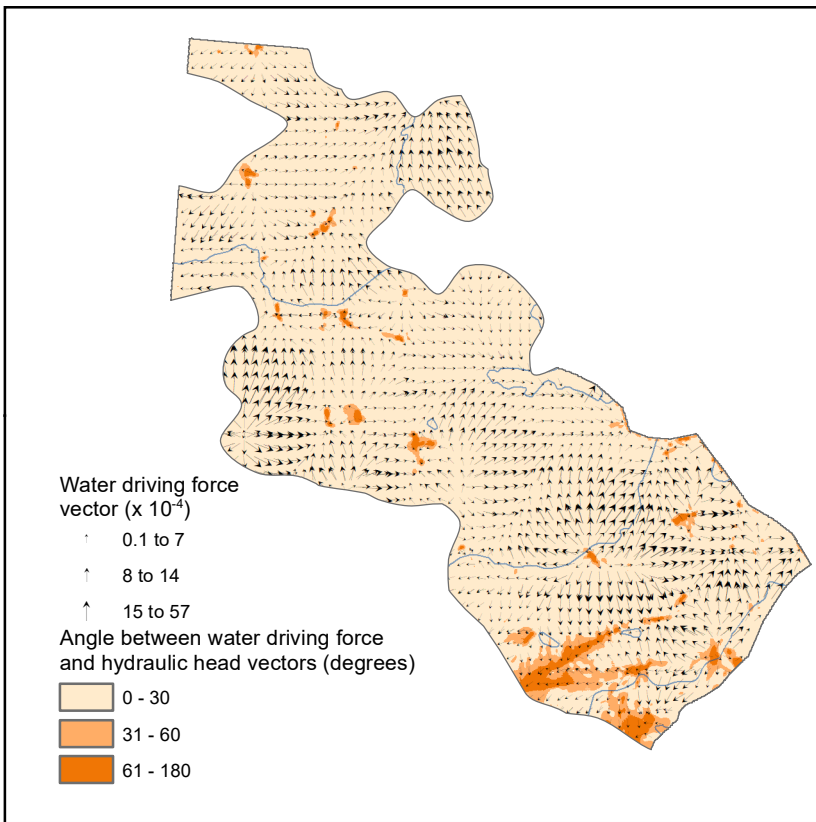 Water driving force
vector (x 10-4)
0.1 to 7
8 to 14
15 to 57
Angle between water driving force
and hydraulic head vectors (degrees)
0 - 30
31 - 60
61 - 180